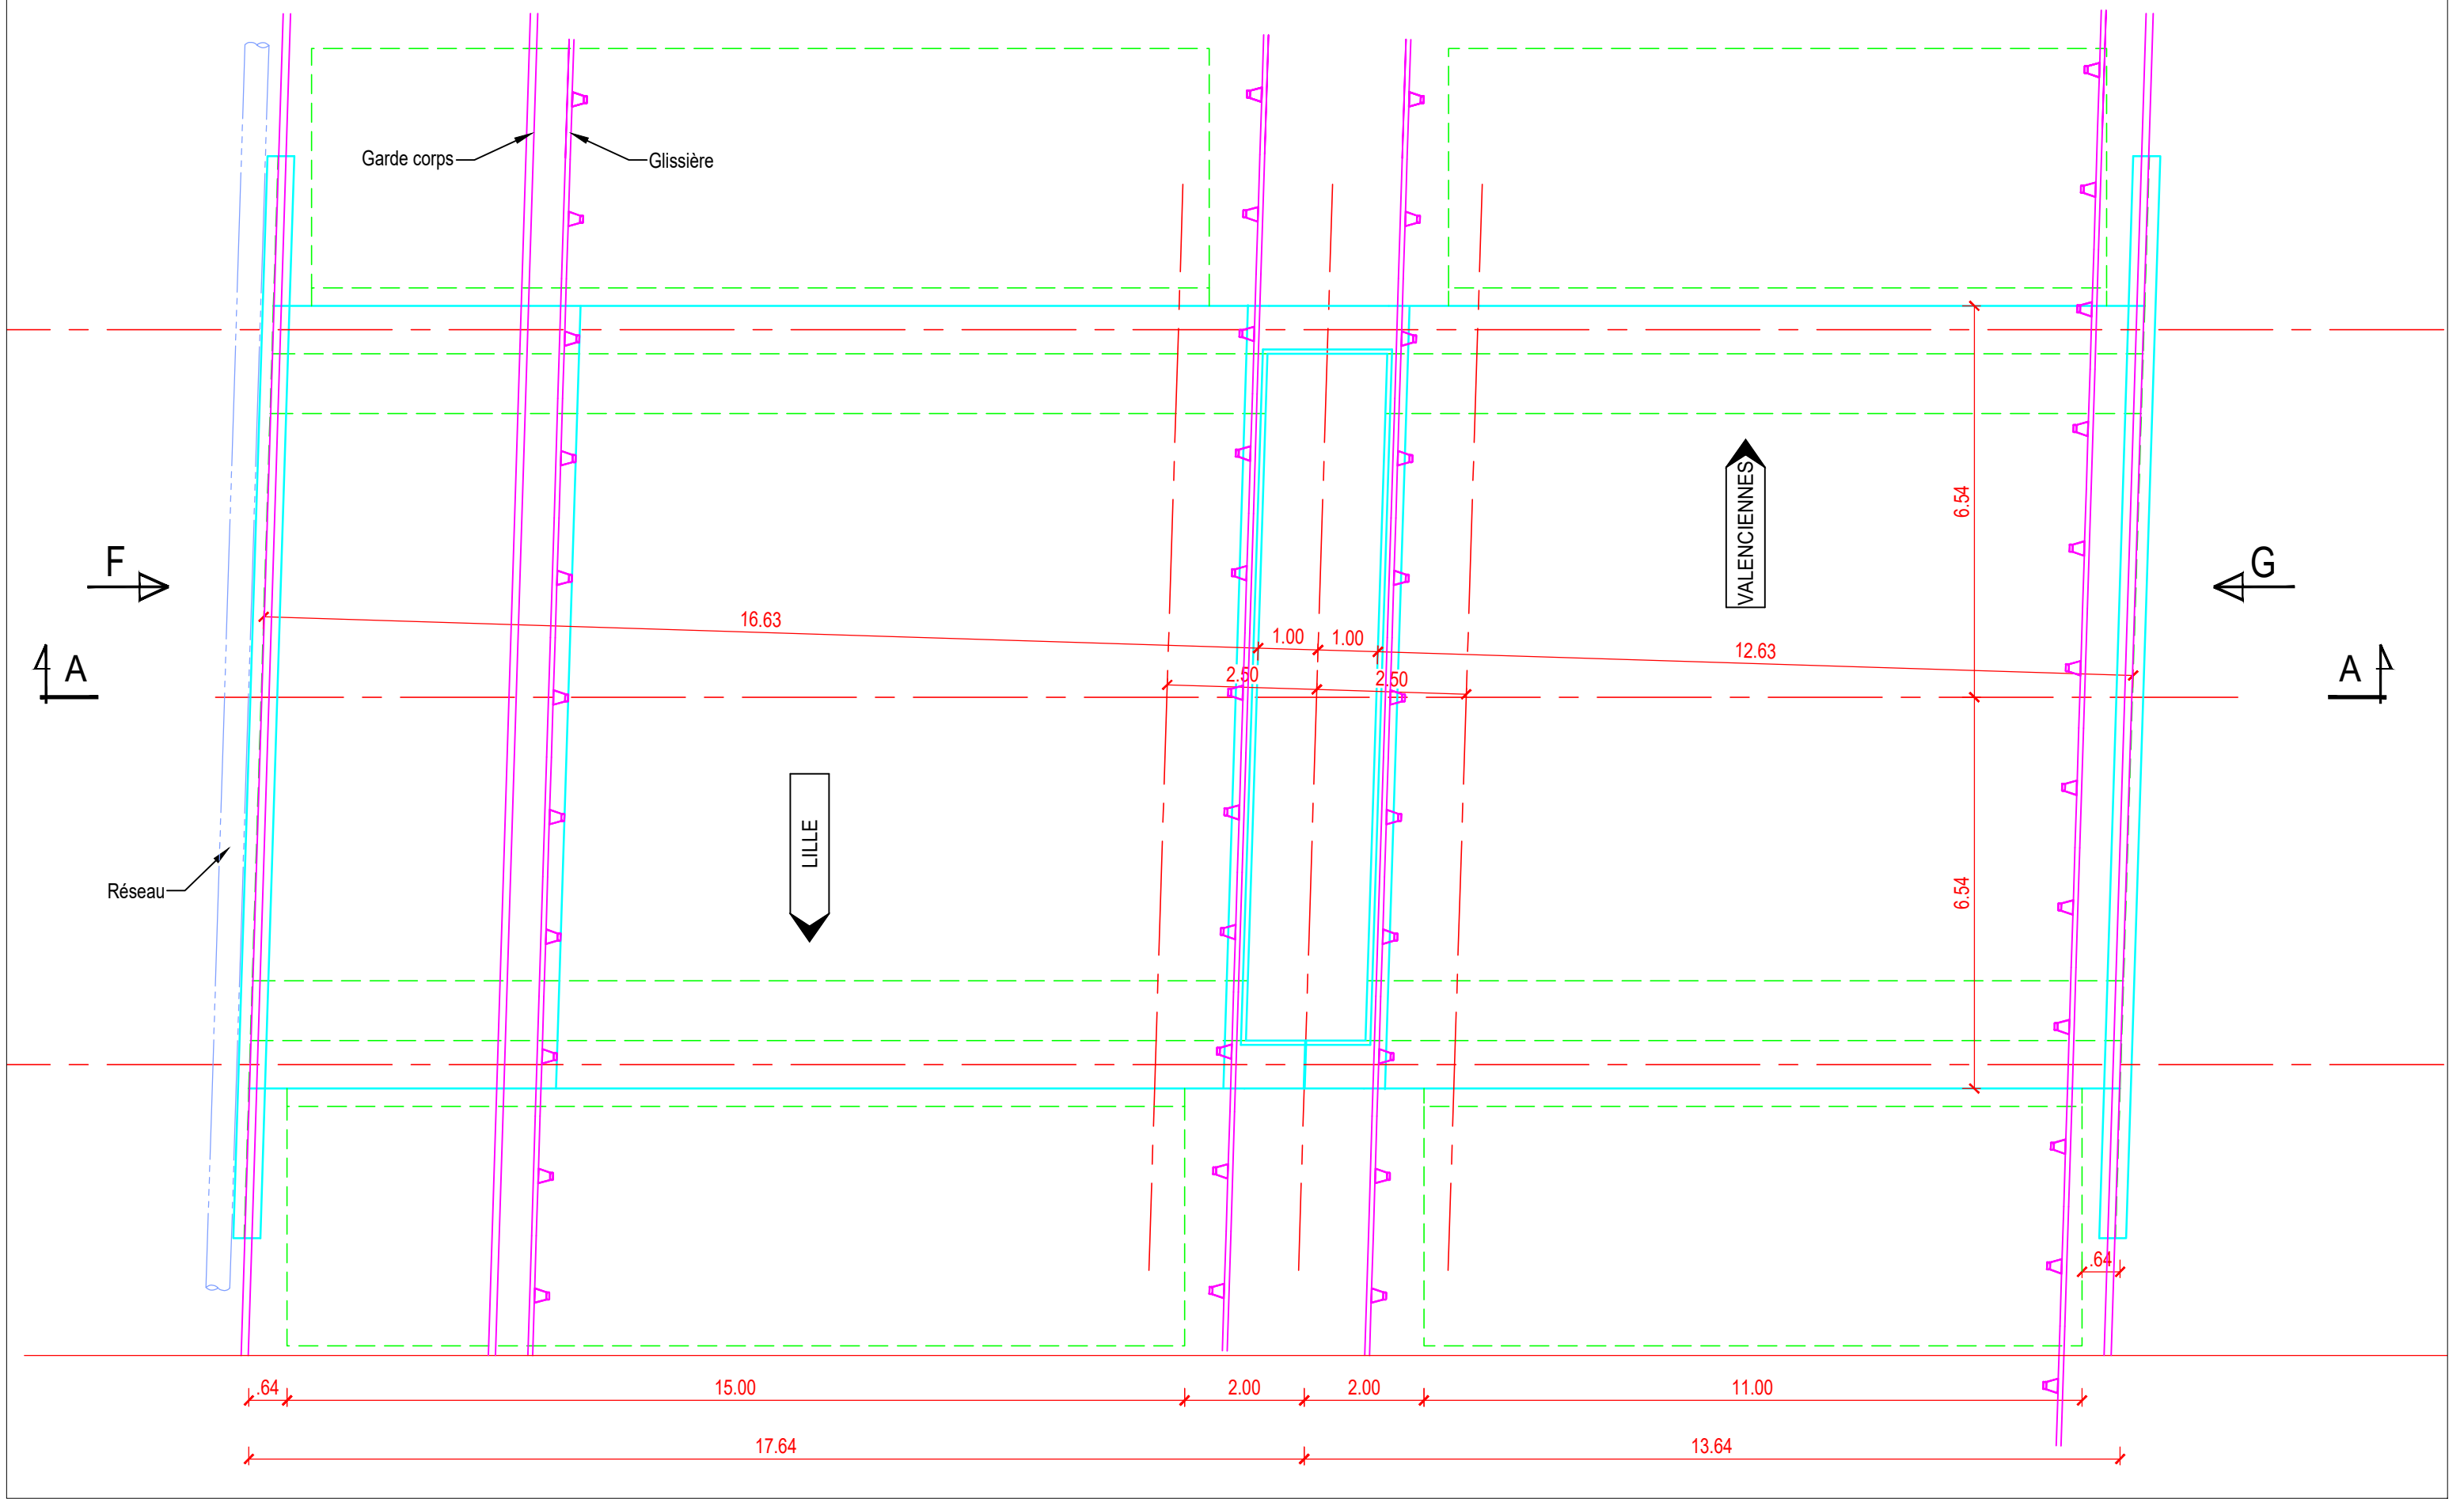 Garde corps
Glissière
VALENCIENNES
6.54
F
G
16.63
1.00
1.00
12.63
A
2.50
2.50
A
LILLE
Réseau
6.54
.64
.64
15.00
2.00
2.00
11.00
17.64
13.64